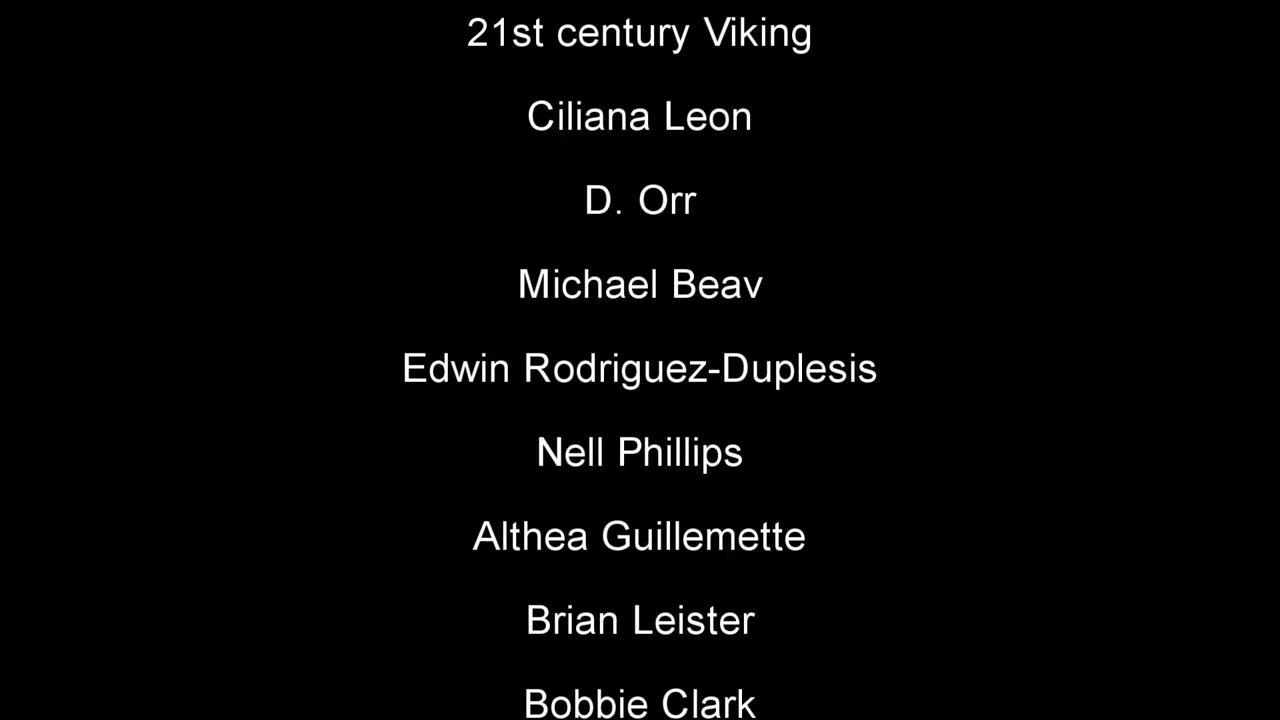 21st century Viking
Ciliana Leon
D. Orr
Michael Beav
Edwin Rodriguez-Duplesis
Nell Phillips
Althea Guillemette
Brian Leister
Bobbie Clark